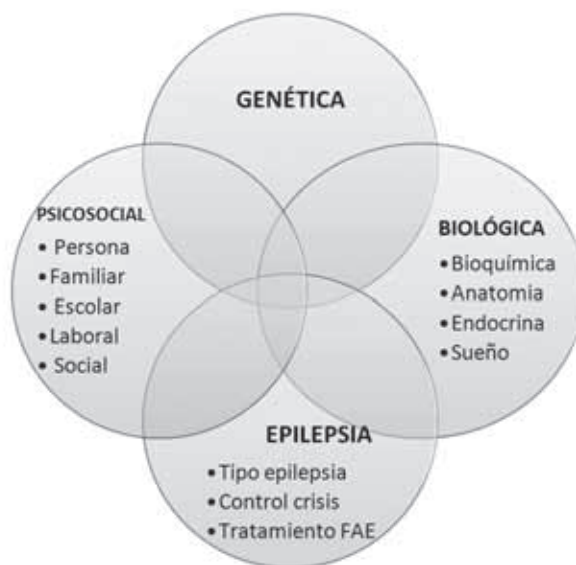 GENÉTICA
PSICOSOCIAL
• Persona
• Familiar
• Escolar
• Laboral
• Social
BIOLÓGICA
• Bioquímica
• Anatomia
• Endocrina
• Sueño
EPILEPSIA
• Tipo epilepsia
• Control crisis
• Tratamiento FAE